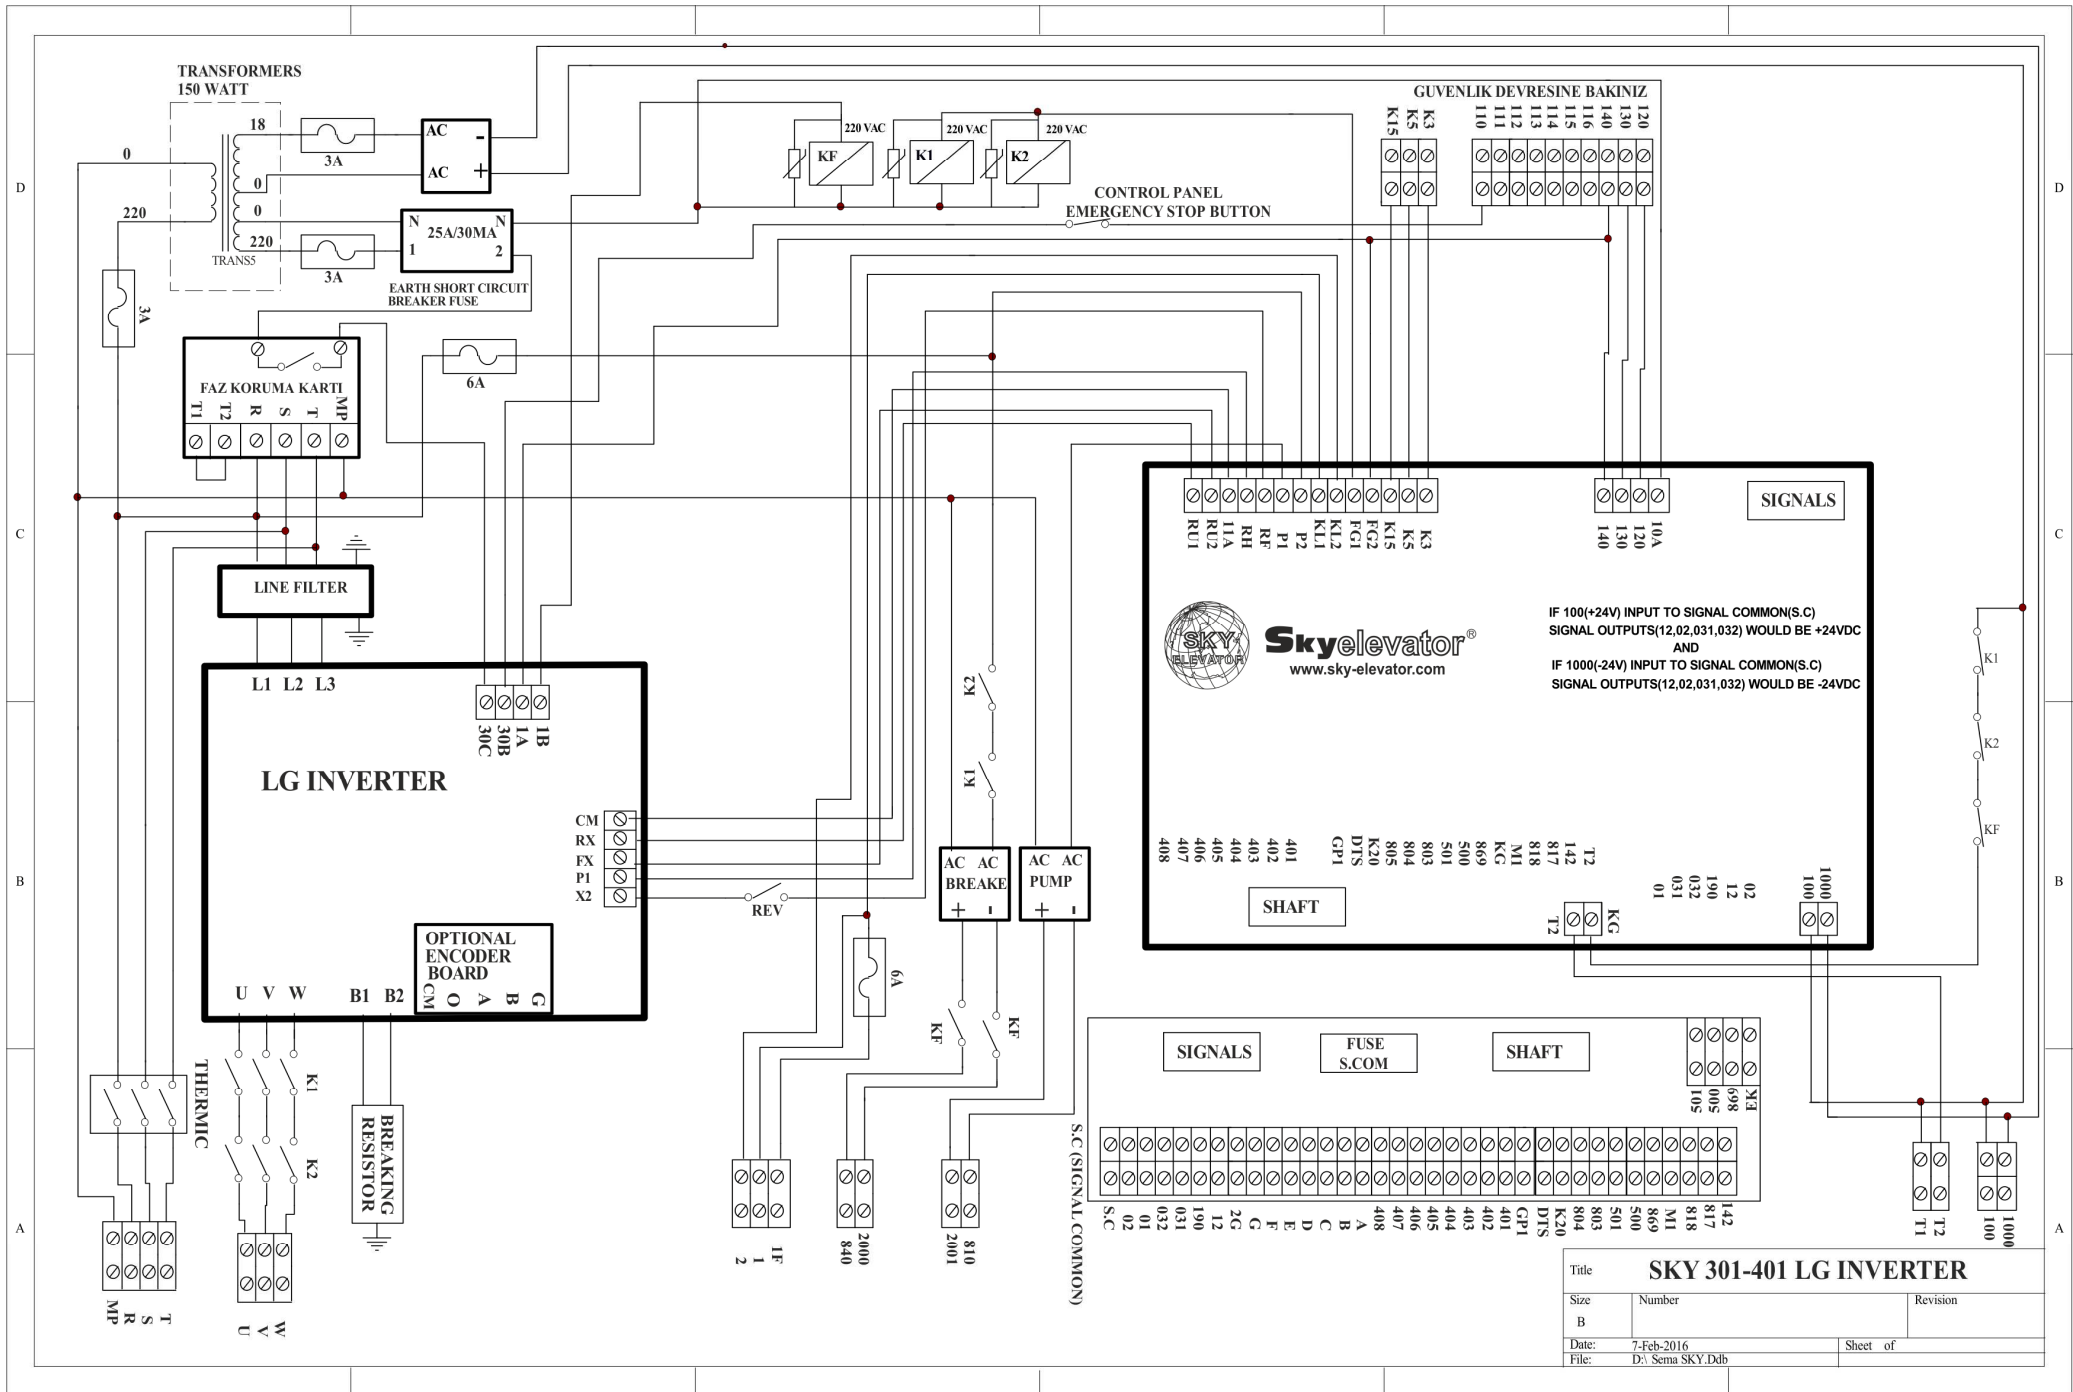 TRANSFORMERS
150 WATT
0
220
18
0
0
220
TRANS5
3A
3A
3A
AC
-
AC
+
N
N
25A/30MA
1
2
EARTH SHORT CIRCUIT
BREAKER FUSE
220 VAC
220 VAC
220 VAC
KF
K1
K2
CONTROL PANEL
EMERGENCY STOP BUTTON
GUVENLIK DEVRESINE BAKINIZ
K15
K5
K3
110
111
112
113
114
115
116
140
130
120
FAZ KORUMA KARTI
T1
T2
R
S
T
MP
6A
LINE FILTER
L1
L2
L3
30C
30B
1A
1B
LG INVERTER
CM
RX
FX
P1
X2
REV
OPTIONAL
ENCODER
BOARD
CM
O
A
B
G
U
V
W
B1
B2
K1
K2
THERMIC
BREAKING
RESISTOR
MP
R
S
T
U
V
W
K2
K1
AC
AC
BREAKE
+
-
AC
AC
PUMP
+
-
6A
KF
KF
2
1
1F
840
2000
2001
810
S.C (SIGNAL COMMON)
RU1
RU2
11A
RH
RF
P1
P2
KL1
KL2
FG1
FG2
K15
K5
K3
140
130
120
10A
SIGNALS
SKY
ELEVATOR
Skyelevator®
www.sky-elevator.com
IF 100(+24V) INPUT TO SIGNAL COMMON(S.C)
SIGNAL OUTPUTS(12,02,031,032) WOULD BE +24VDC
AND
IF 1000(-24V) INPUT TO SIGNAL COMMON(S.C)
SIGNAL OUTPUTS(12,02,031,032) WOULD BE -24VDC
408
407
406
405
404
403
402
401
GP1
DTS
K20
805
804
803
501
500
869
KG
M1
818
817
142
T2
01
031
032
190
12
02
SHAFT
T2
KG
100
1000
K1
K2
KF
SIGNALS
FUSE
S.COM
SHAFT
501
500
869
EK
S.C
02
01
032
031
190
12
2G
G
F
E
D
C
B
A
408
407
406
405
404
403
402
401
GP1
DTS
K20
804
803
501
500
869
M1
818
817
142
T1
T2
100
1000
Title
SKY 301-401 LG INVERTER
Size
Number
Revision
B
Date:
7-Feb-2016
Sheet of
File:
D:\ Sema SKY.Ddb
D
C
B
A
D
C
B
A